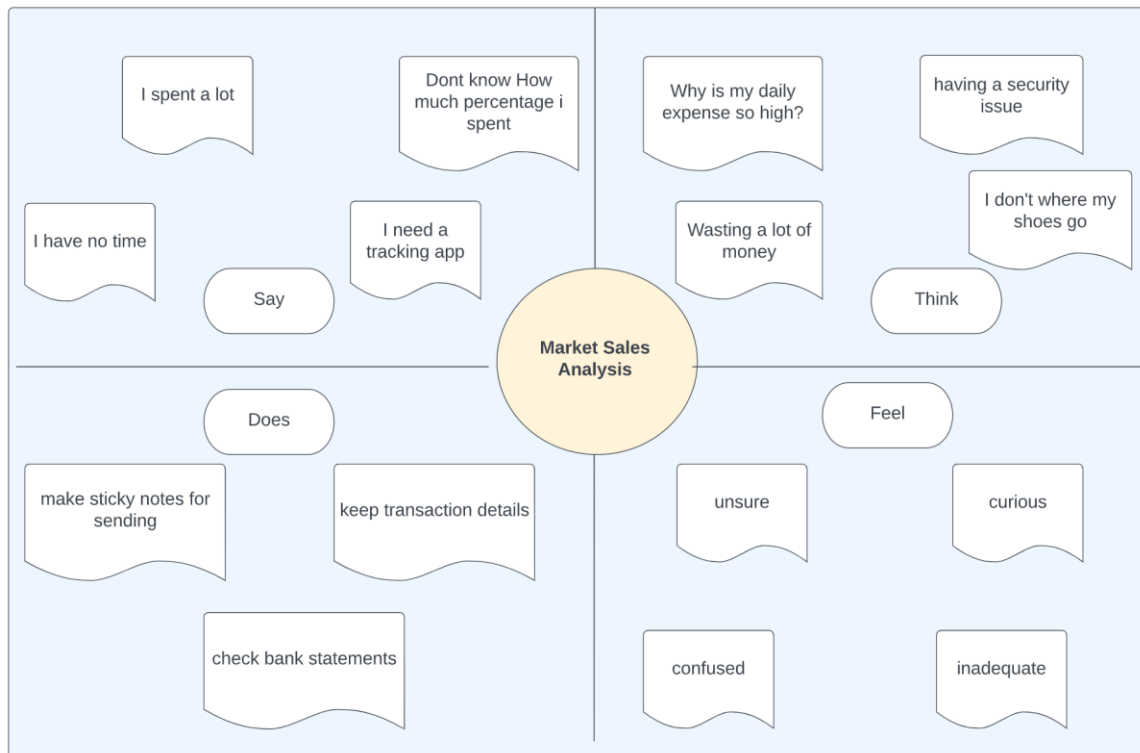 I spent a lot
Dont know How
much percentage i
spent
I have no time
I need a
tracking app
Say
Why is my daily
expense so high?
having a security
issue
Wasting a lot of
money
I don't where my
shoes go
Think
Market Sales
Analysis
Does
make sticky notes for
sending
keep transaction details
check bank statements
Feel
unsure
curious
confused
inadequate